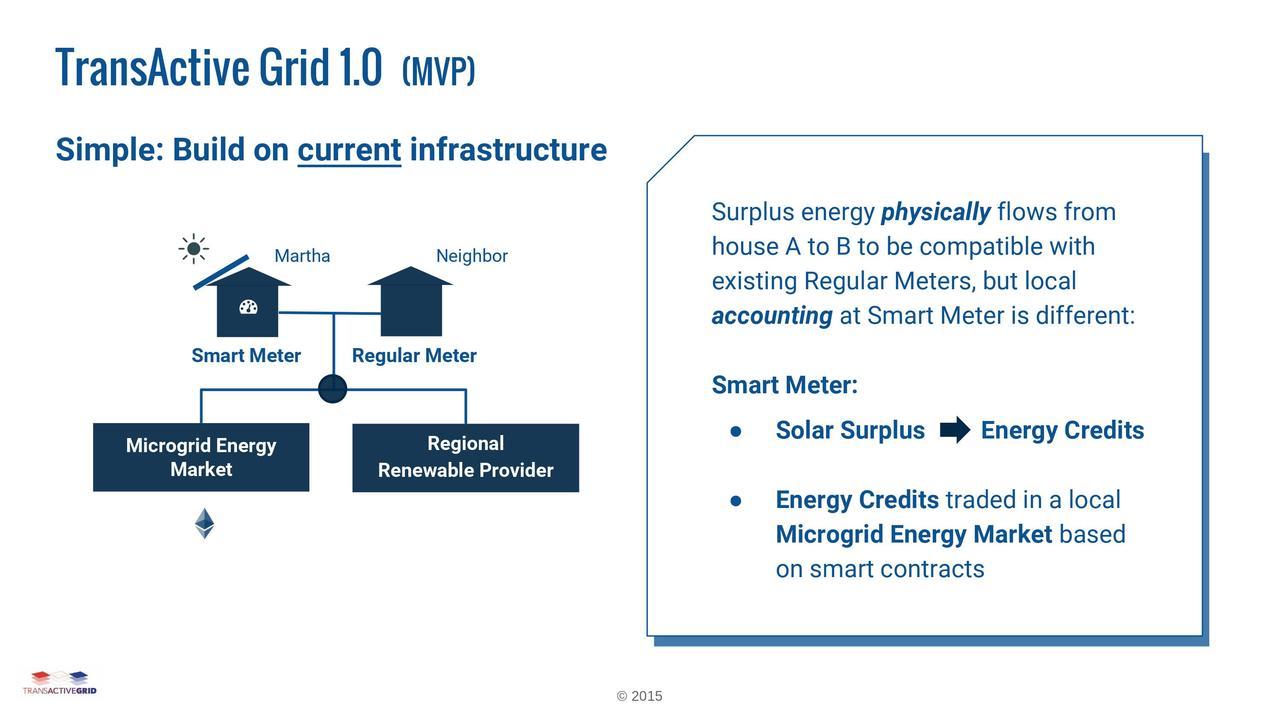 TransActive Grid 1.0 (MVP)
Simple: Build on current infrastructure
Martha
Neighbor
Smart Meter
Regular Meter
Microgrid Energy
Market
Regional
Renewable Provider
Surplus energy physically flows from
house A to B to be compatible with
existing Regular Meters, but local
accounting at Smart Meter is different:
Smart Meter:
● Solar Surplus Energy Credits
● Energy Credits traded in a local
Microgrid Energy Market based
on smart contracts
TRANSACTIVEGRID
© 2015